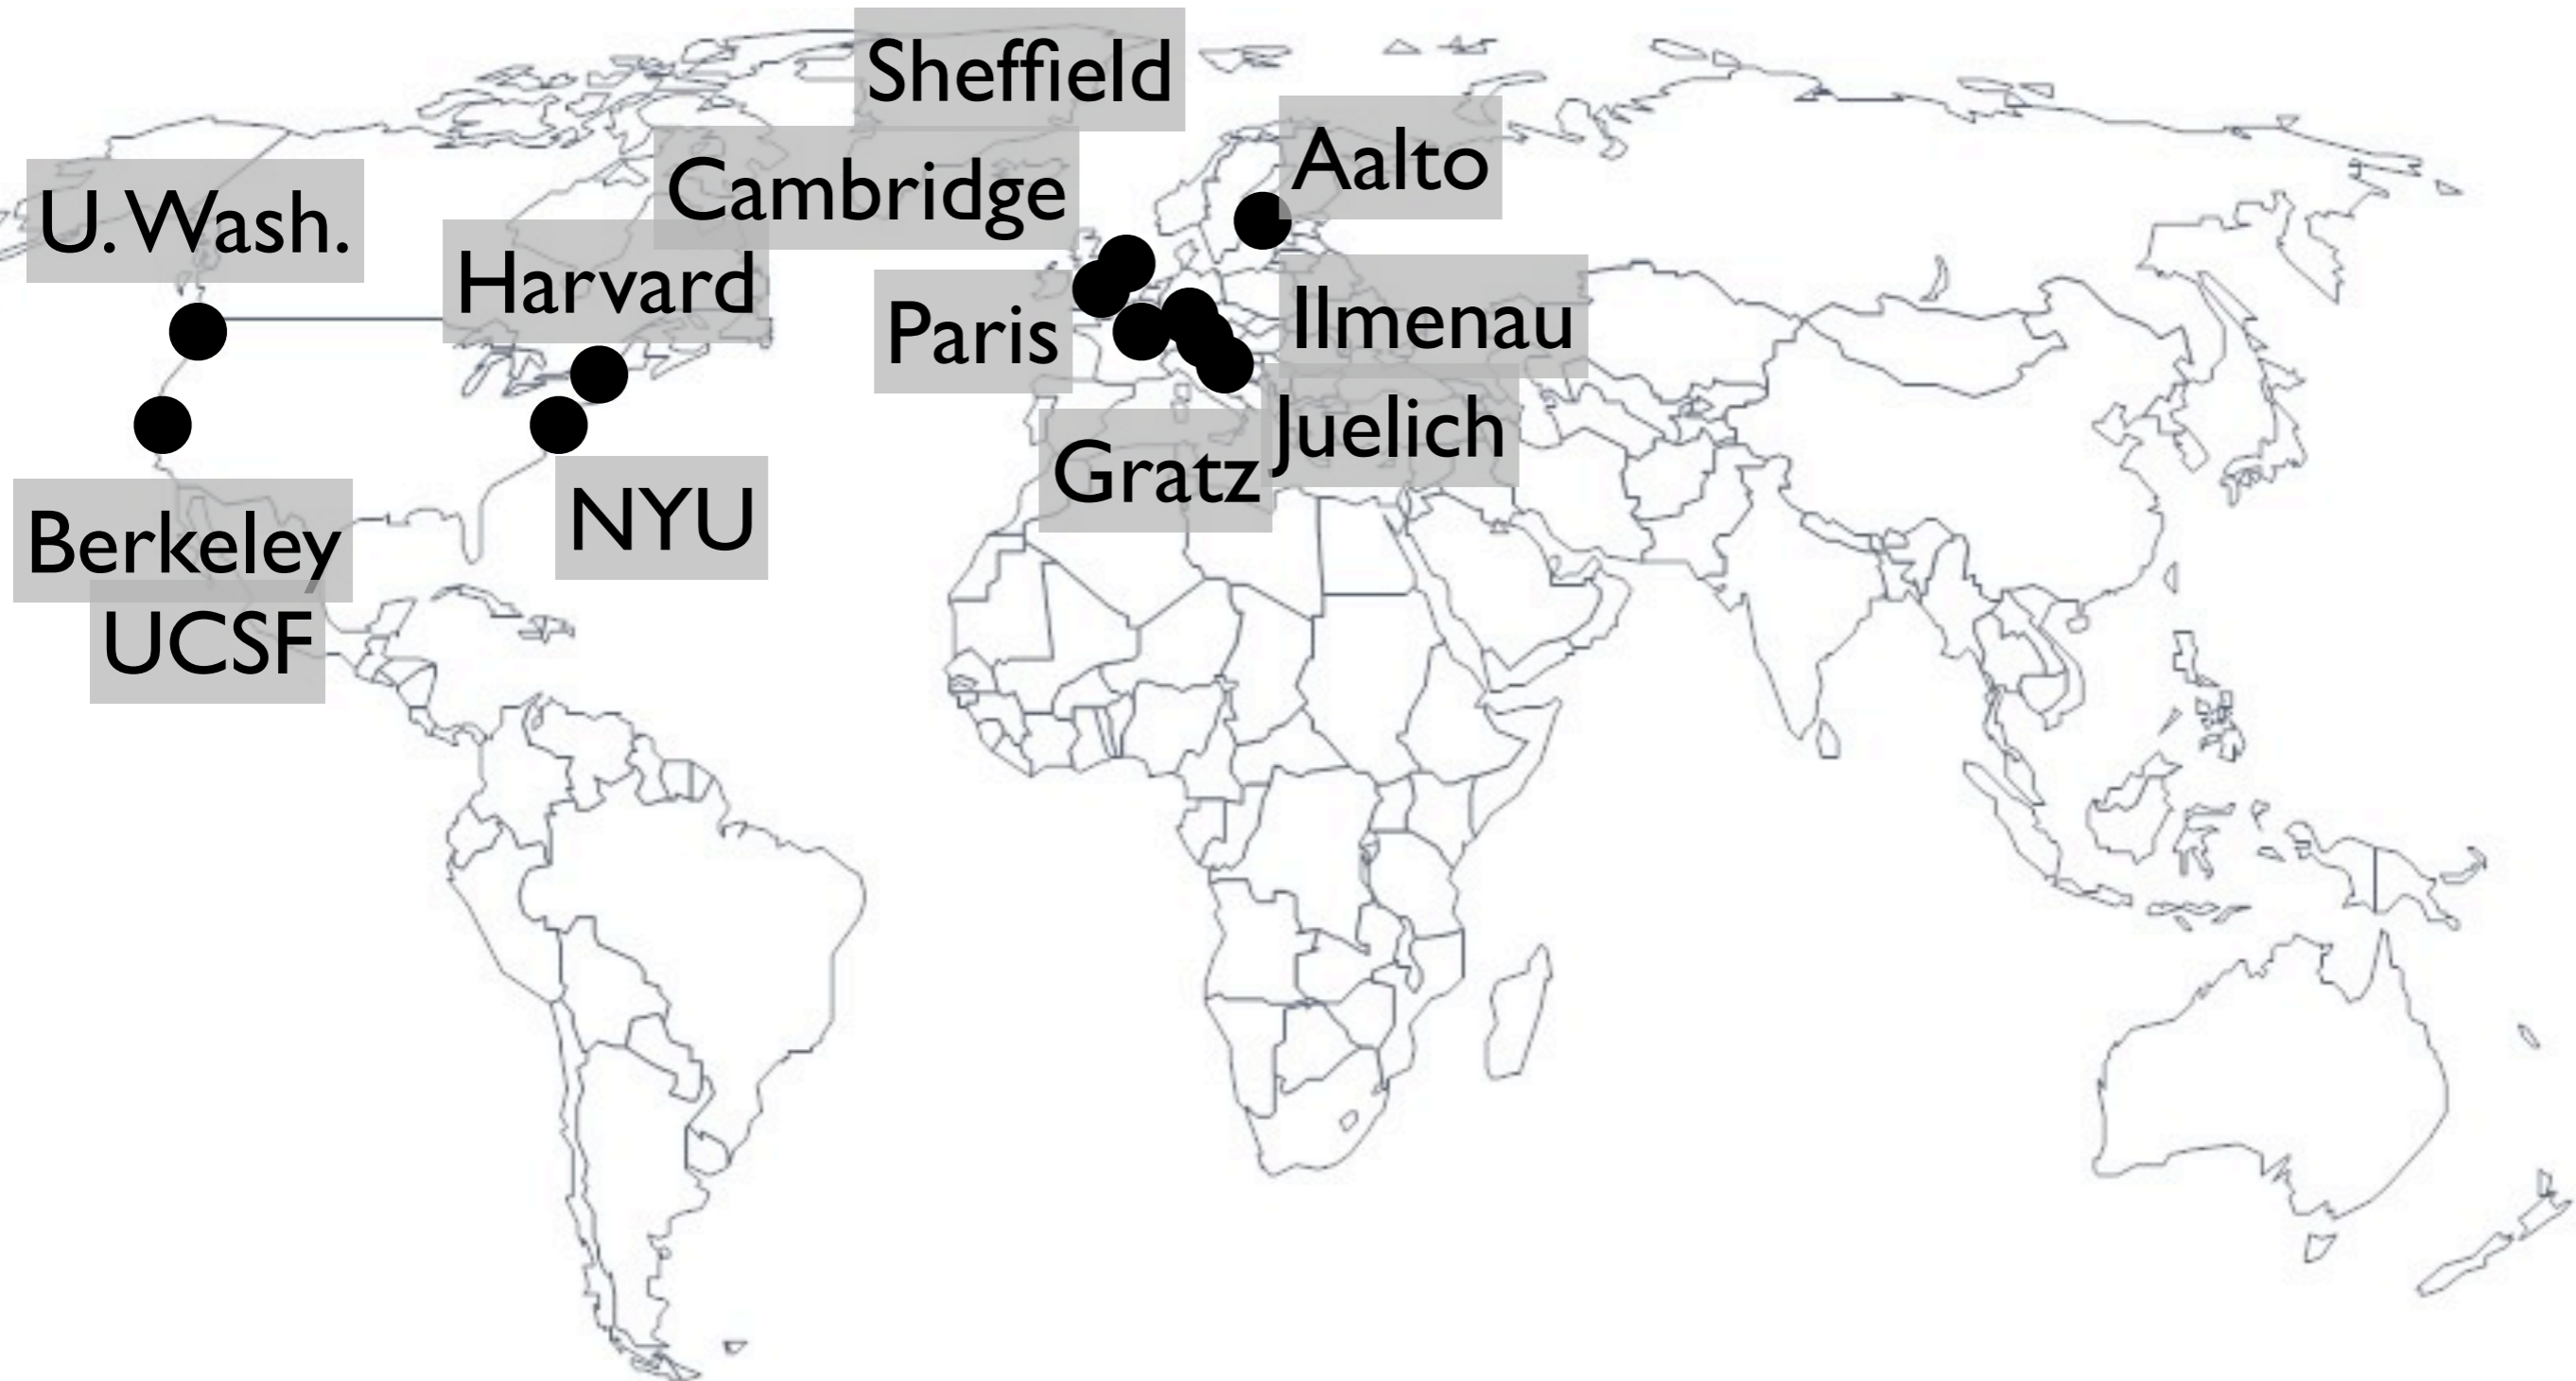 Sheffield
Aalto
Cambridge
U. Wash.
Harvard
Paris
Ilmenau
Juelich
Gratz
NYU
Berkeley
UCSF